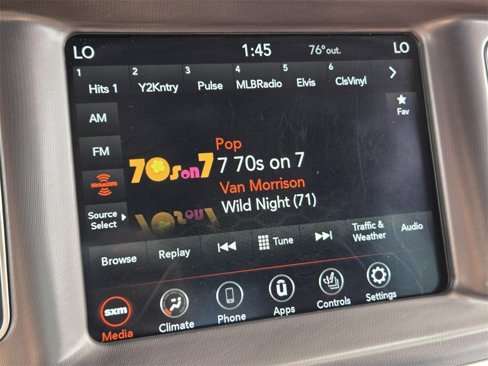 LO 1:45 76° out. LO
1 2 3 4 5 6
Hits 1 Y2Kntry Pulse MLBRadio Elvis ClsVinyl
AM
Fav
FM
Pop
70s on 7 7 70s on 7
SiriusXM
Van Morrison
Wild Night (71)
Source
Select
Browse Replay Tune Traffic & Audio
Weather
sxm
Media Climate Phone Apps Controls Settings